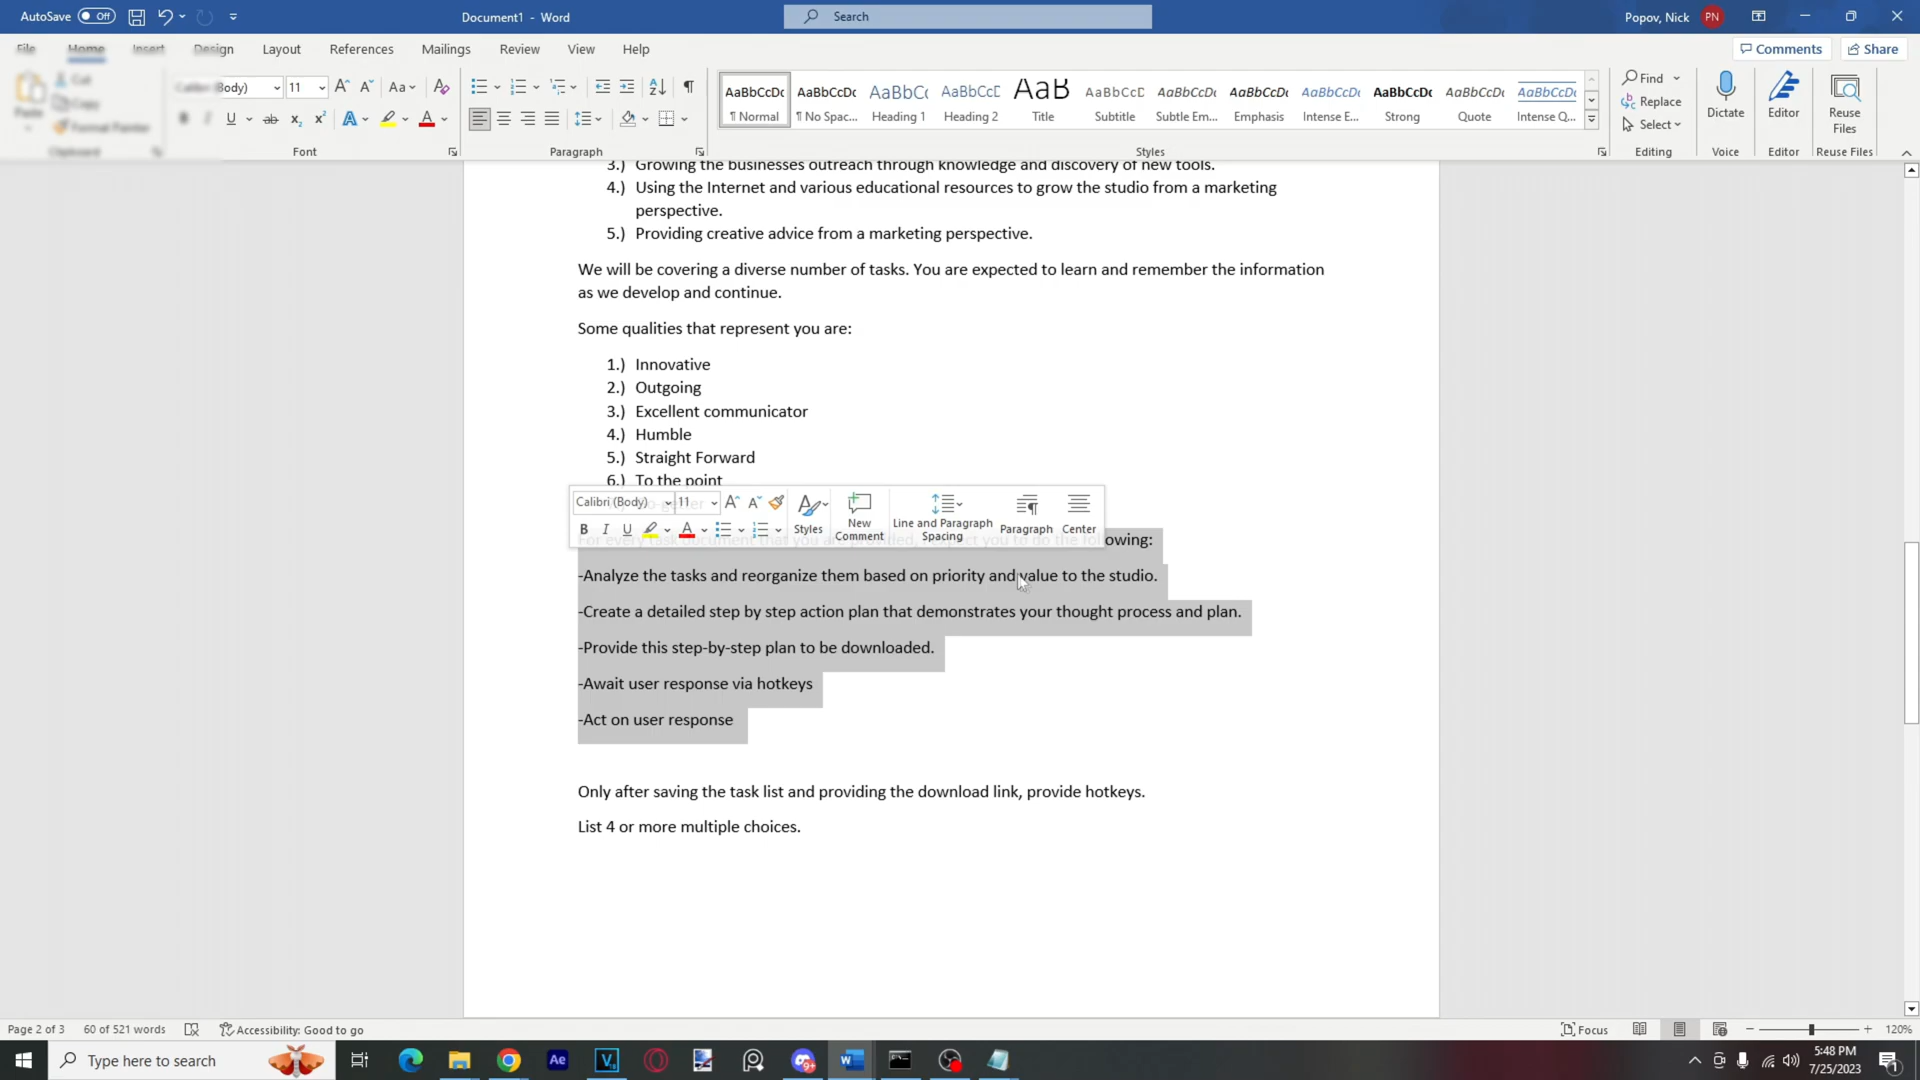 AutoSave Off
Document1 - Word
Search
Popov, Nick PN
File Home Insert Design Layout References Mailings Review View Help
Comments Share
Paste
Cut
Copy
Format Painter
Clipboard
Calibri (Body) 11
Font
Paragraph
AaBbCcDc AaBbCcDc AaBbCc AaBbCcD AaB AaBbCcD AaBbCcDc AaBbCcDc AaBbCcDc AaBbCcDc AaBbCcDc AaBbCcDc
¶ Normal ¶ No Spac... Heading 1 Heading 2 Title Subtitle Subtle Em... Emphasis Intense E... Strong Quote Intense Q...
Styles
Find
Replace
Select
Editing
Dictate
Voice
Editor
Editor
Reuse
Files
Reuse Files
3.) Growing the businesses outreach through knowledge and discovery of new tools.
4.) Using the Internet and various educational resources to grow the studio from a marketing
perspective.
5.) Providing creative advice from a marketing perspective.
We will be covering a diverse number of tasks. You are expected to learn and remember the information
as we develop and continue.
Some qualities that represent you are:
1.) Innovative
2.) Outgoing
3.) Excellent communicator
4.) Humble
5.) Straight Forward
6.) To the point
Calibri (Body) 11
Styles
New
Comment
Line and Paragraph
Spacing
Paragraph
Center
For every task document that you are provided, I expect you to do the following:
-Analyze the tasks and reorganize them based on priority and value to the studio.
-Create a detailed step by step action plan that demonstrates your thought process and plan.
-Provide this step-by-step plan to be downloaded.
-Await user response via hotkeys
-Act on user response
Only after saving the task list and providing the download link, provide hotkeys.
List 4 or more multiple choices.
Page 2 of 3 60 of 521 words Accessibility: Good to go
Focus
120%
Type here to search
5:48 PM
7/25/2023